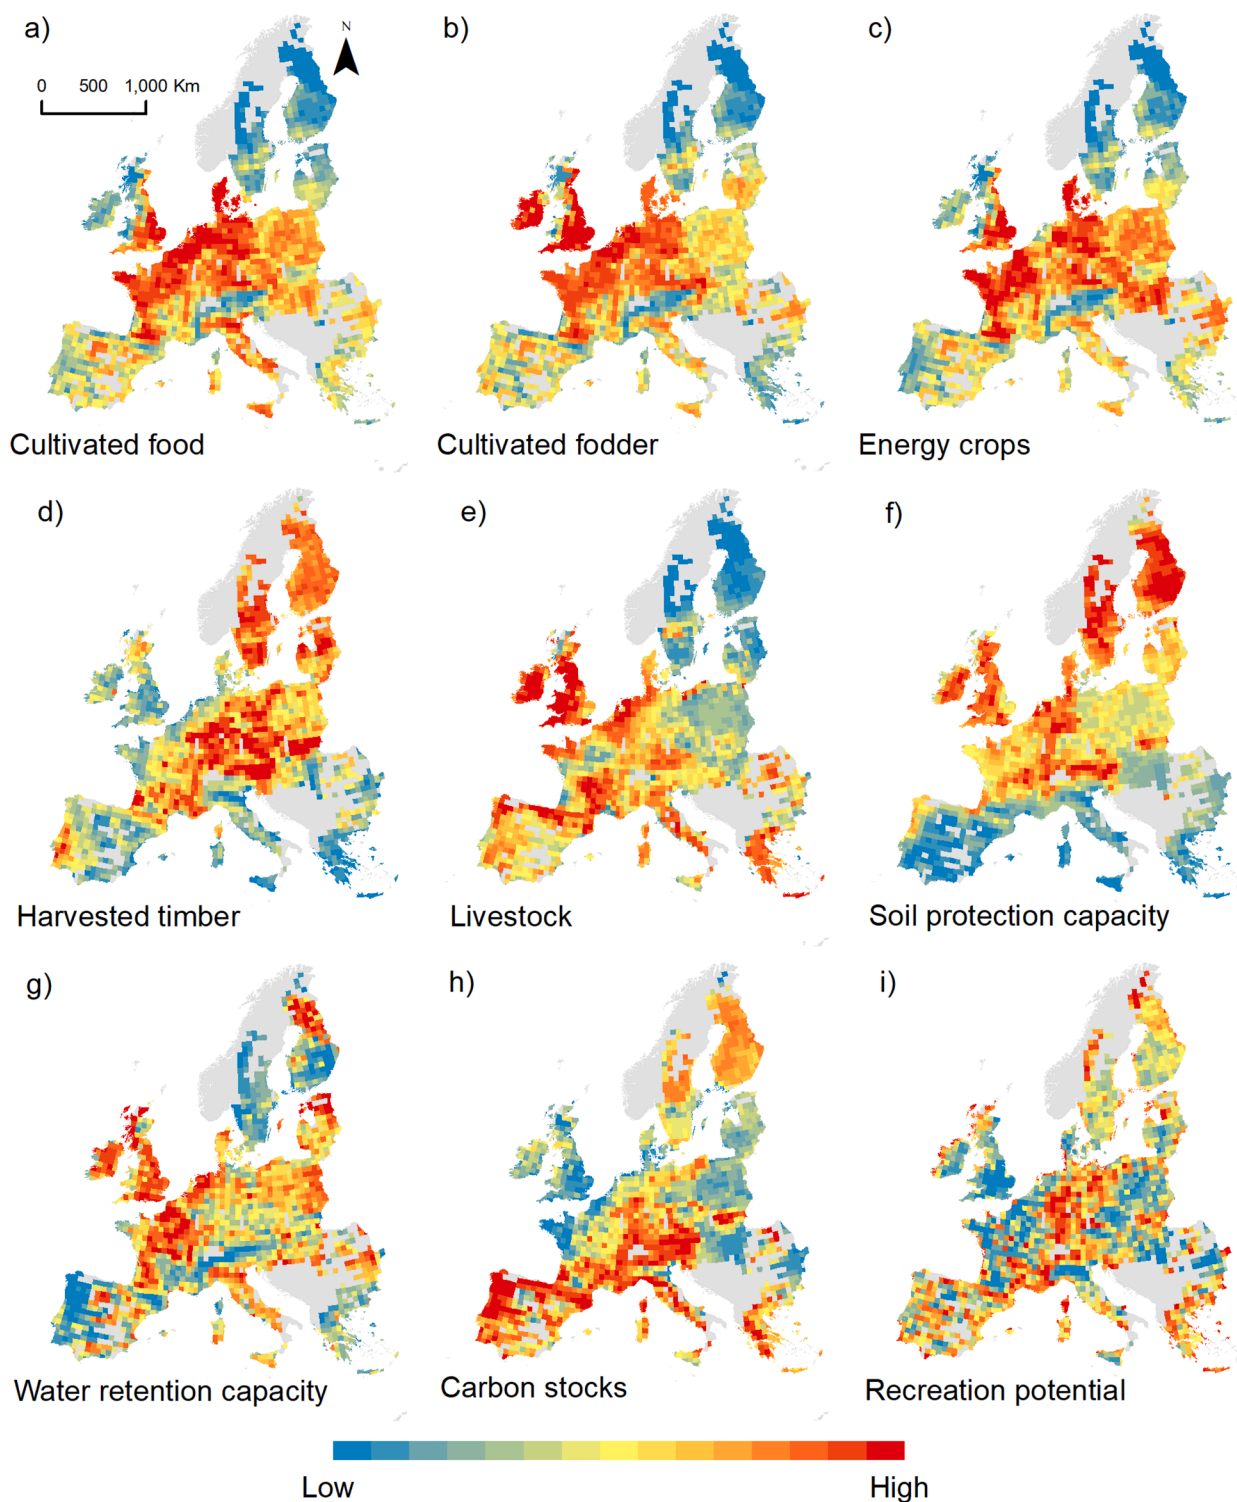 a)
b)
c)
N
0 500 1,000 Km
Cultivated food
Cultivated fodder
Energy crops
d)
e)
f)
Harvested timber
Livestock
Soil protection capacity
g)
h)
i)
Water retention capacity
Carbon stocks
Recreation potential
Low
High